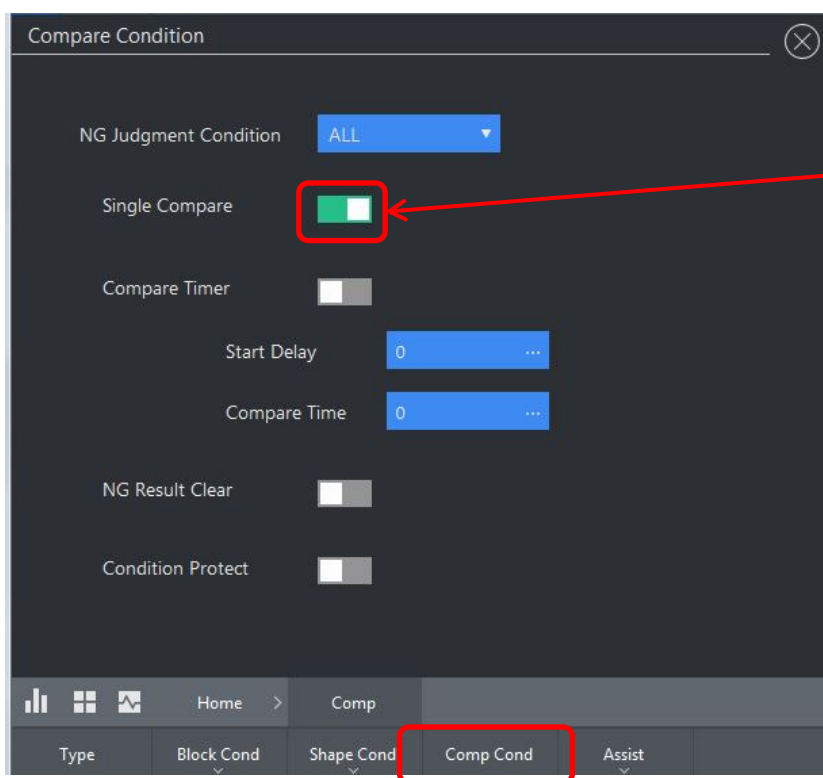 Compare Condition
NG Judgment Condition ALL
Single Compare
Compare Timer
Start Delay 0 ...
Compare Time 0 ...
NG Result Clear
Condition Protect
Home > Comp
Type Block Cond Shape Cond Comp Cond Assist